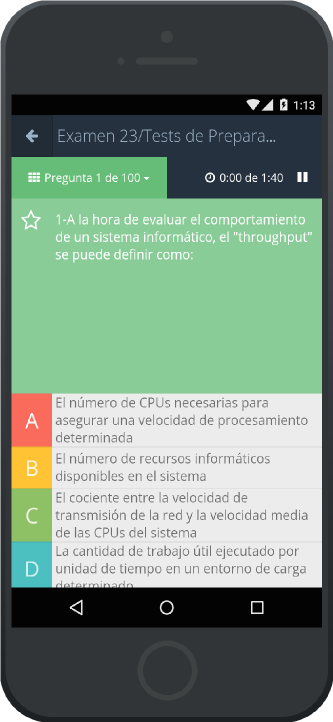 1:13
Examen 23/Tests de Prepara...
Pregunta 1 de 100
0:00 de 1:40
1-A la hora de evaluar el comportamiento
de un sistema informático, el "throughput"
se puede definir como:
A
El número de CPUs necesarias para
asegurar una velocidad de procesamiento
determinada
B
El número de recursos informáticos
disponibles en el sistema
C
El cociente entre la velocidad de
transmisión de la red y la velocidad media
de las CPUs del sistema
D
La cantidad de trabajo útil ejecutado por
unidad de tiempo en un entorno de carga
determinado